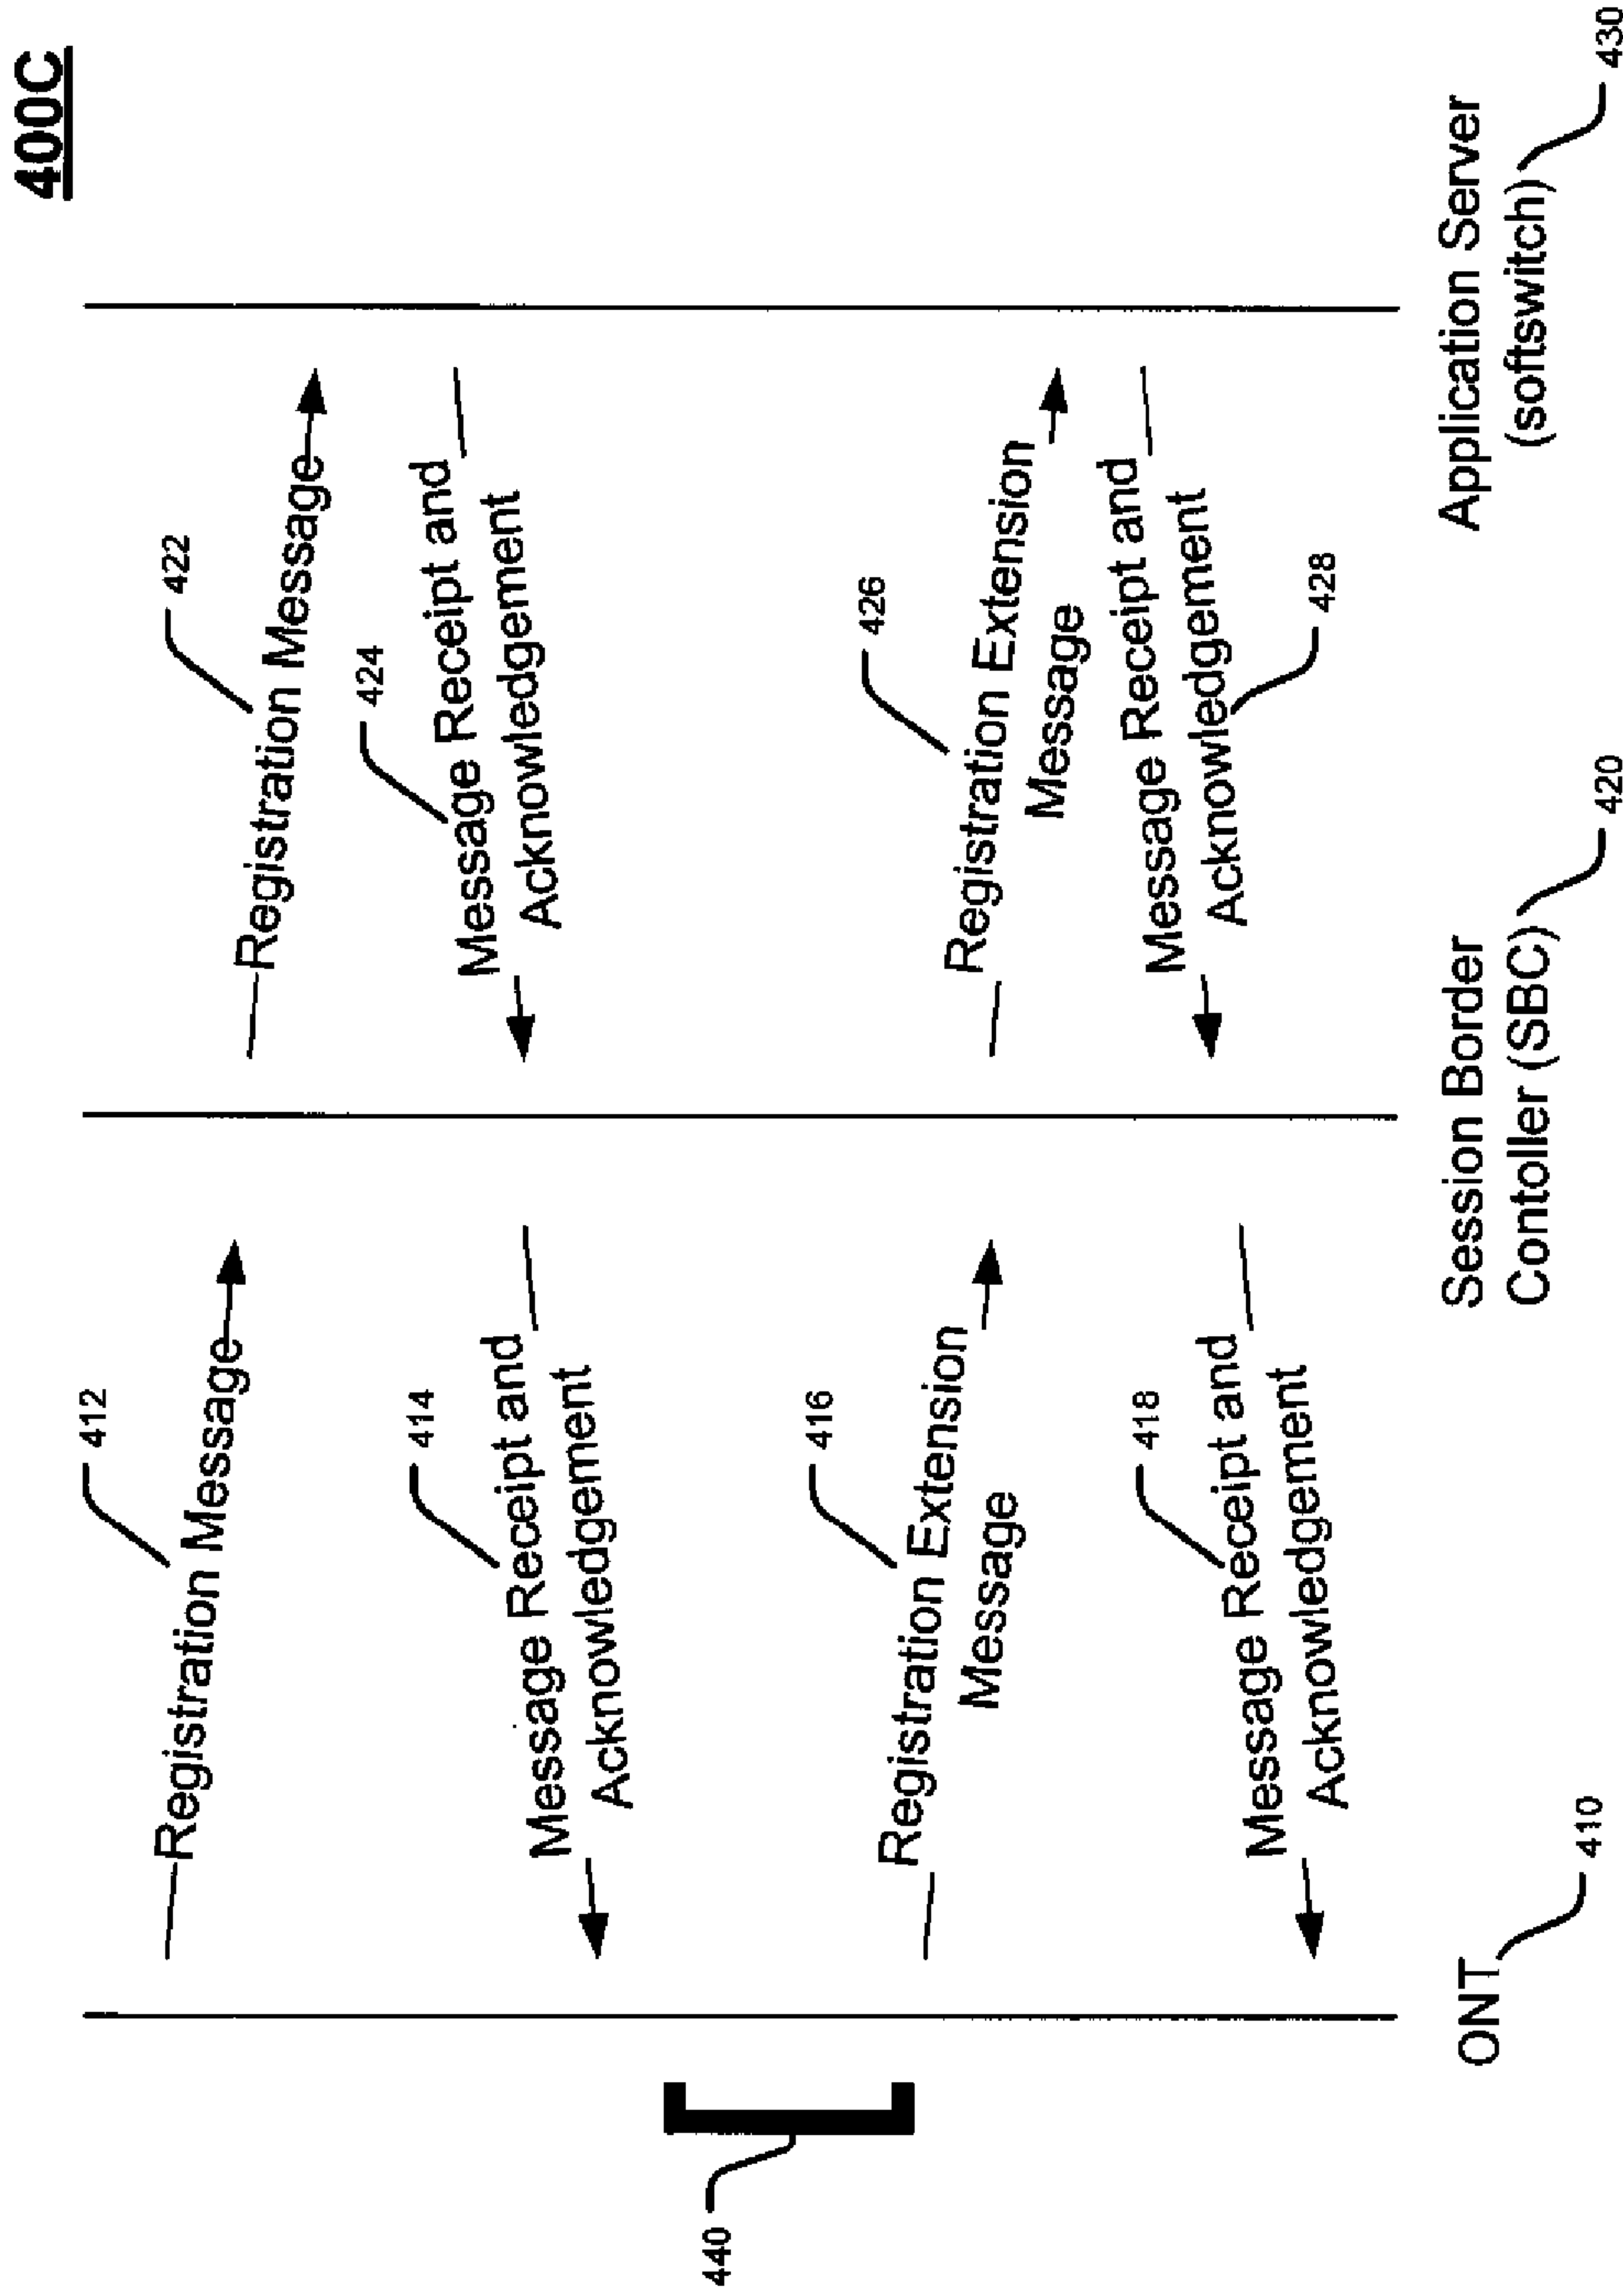 400C
412
Registration Message
422
Registration Message
414
Message Receipt and
Acknowledgement
424
Message Receipt and
Acknowledgement
440
416
Registration Extension
Message
426
Registration Extension
Message
418
Message Receipt and
Acknowledgement
Message Receipt and
Acknowledgement
428
ONT
410
Session Border
Contoller (SBC)
420
Application Server
(softswitch)
430